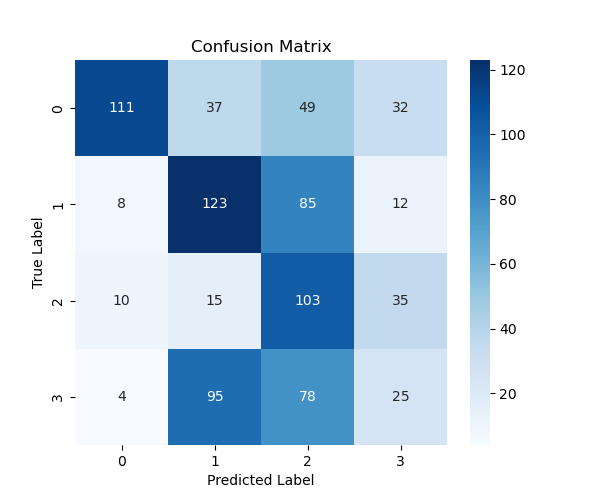 Confusion Matrix
True Label
0 111 37 49 32
1 8 123 85 12
2 10 15 103 35
3 4 95 78 25
0 1 2 3
Predicted Label
120
100
80
60
40
20